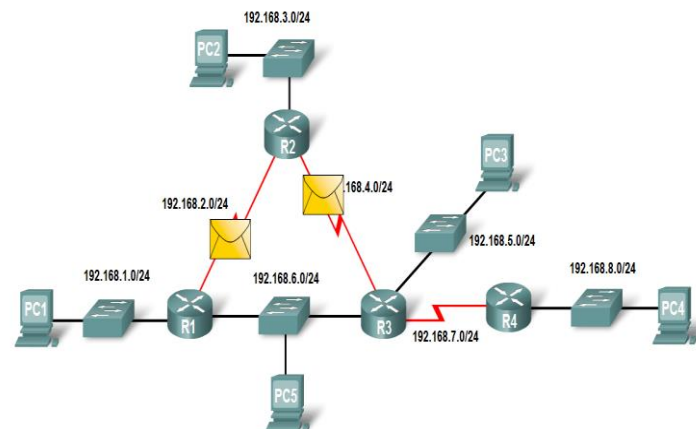 192.168.3.0/24
PC2
R2
PC3
192.168.2.0/24
.168.4.0/24
192.168.5.0/24
192.168.1.0/24
192.168.6.0/24
192.168.8.0/24
PC1
R1
R3
R4
PC4
192.168.7.0/24
PC5